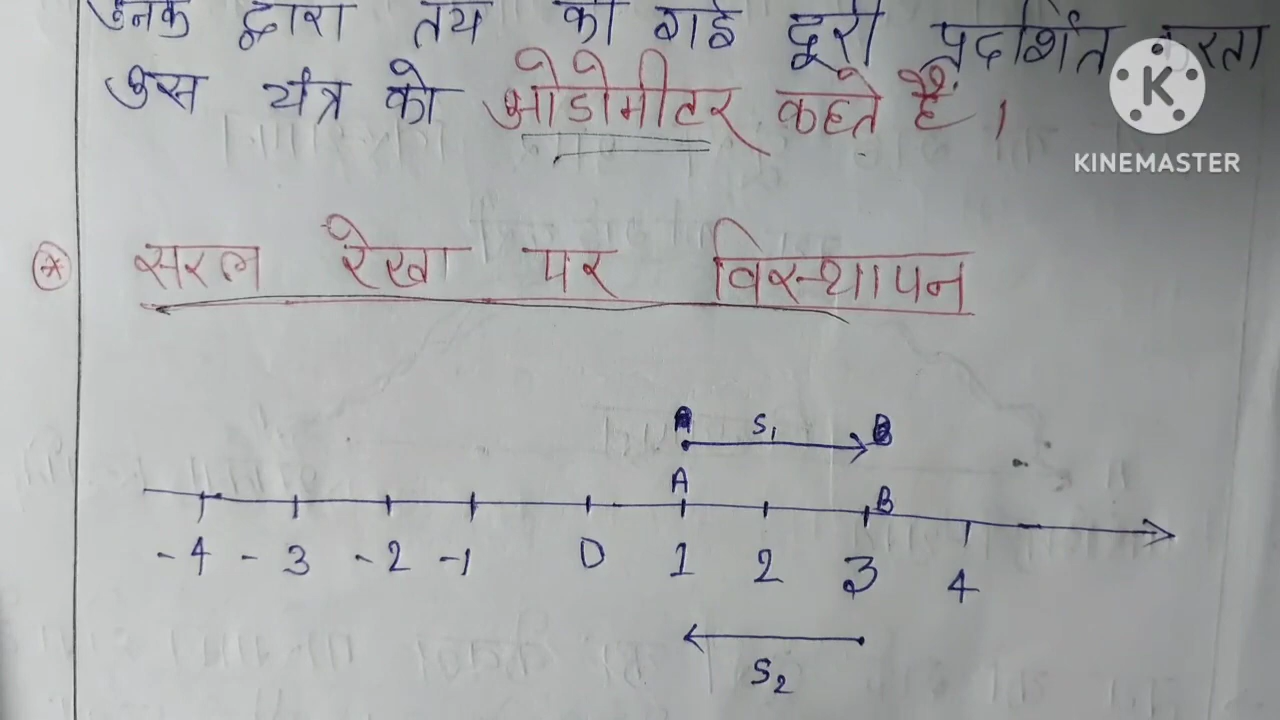 उनके द्वारा तय की गई दूरी प्रदर्शित करता
उस यंत्र को ओडोमीटर कहते है ।
K
KINEMASTER
सरल रेखा पर विस्थापन
A S₁ B
A B
-4 -3 -2 -1 0 1 2 3 4
S₂